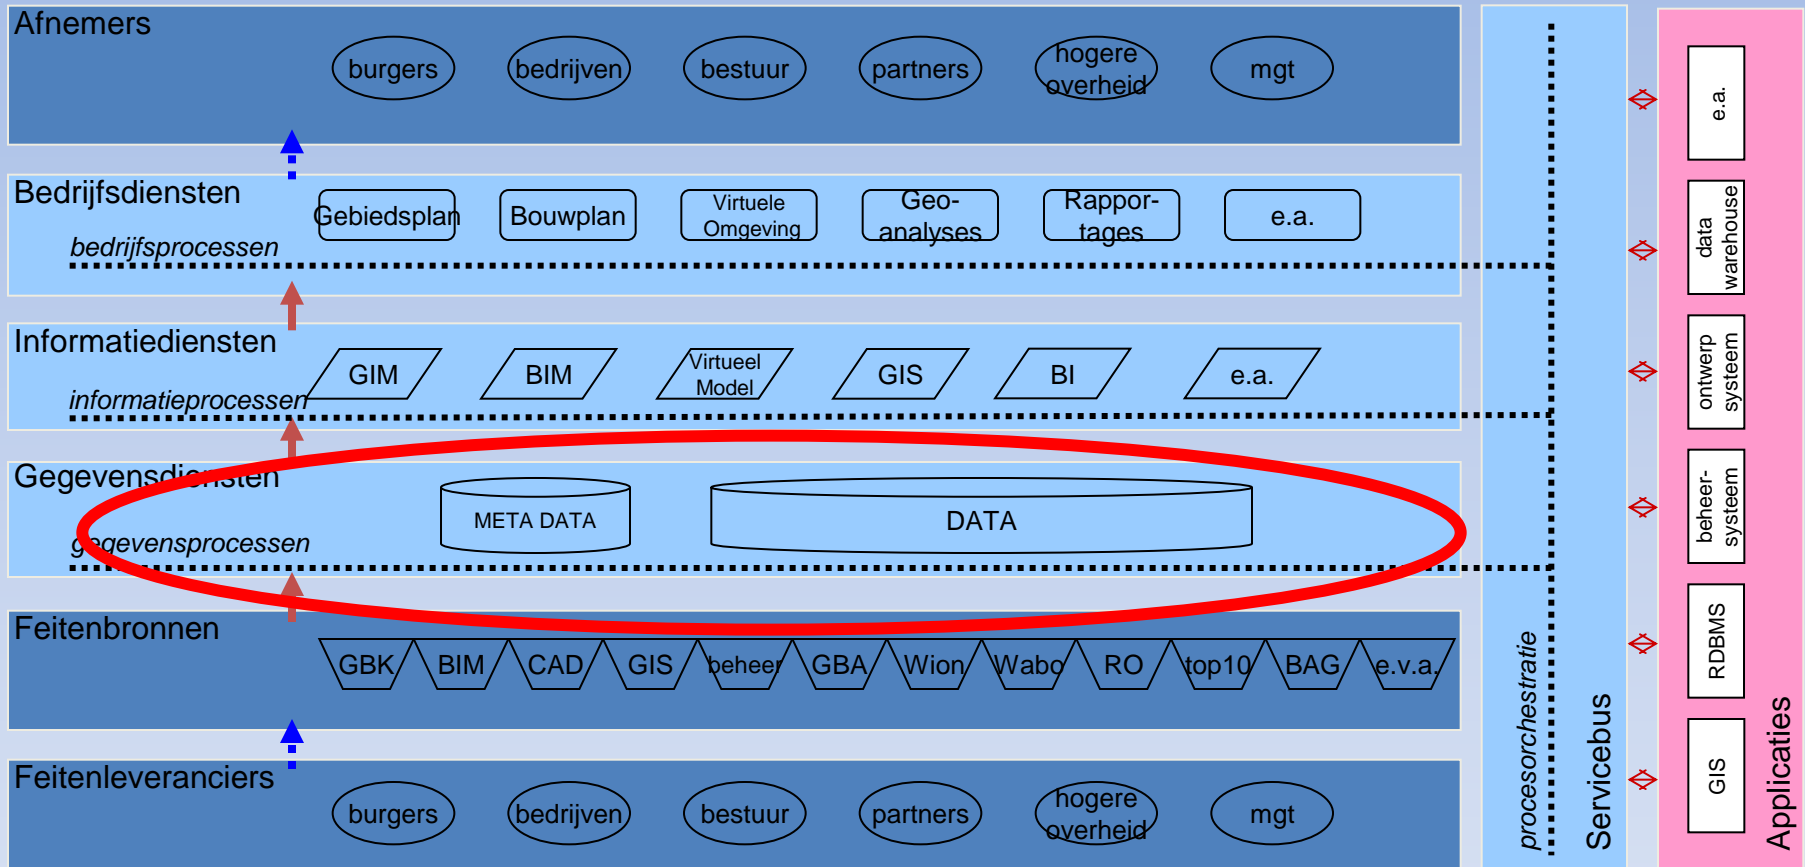 Afnemers
burgers
bedrijven
bestuur
partners
hogere
overheid
mgt
Bedrijfsdiensten
Gebiedsplan
Bouwplan
Virtuele
Omgeving
Geo-
analyses
Rappor-
tages
e.a.
bedrijfsprocessen
Informatiediensten
GIM
BIM
Virtueel
Model
GIS
BI
e.a.
informatieprocessen
Gegevensdiensten
META DATA
DATA
gegevensprocessen
Feitenbronnen
GBK
BIM
CAD
GIS
beheer
GBA
Wion
Wabo
RO
top10
BAG
e.v.a.
Feitenleveranciers
burgers
bedrijven
bestuur
partners
hogere
overheid
mgt
procesorchestratie
Servicebus
e.a.
data
warehouse
ontwerp
systeem
beheer-
systeem
RDBMS
GIS
Applicaties